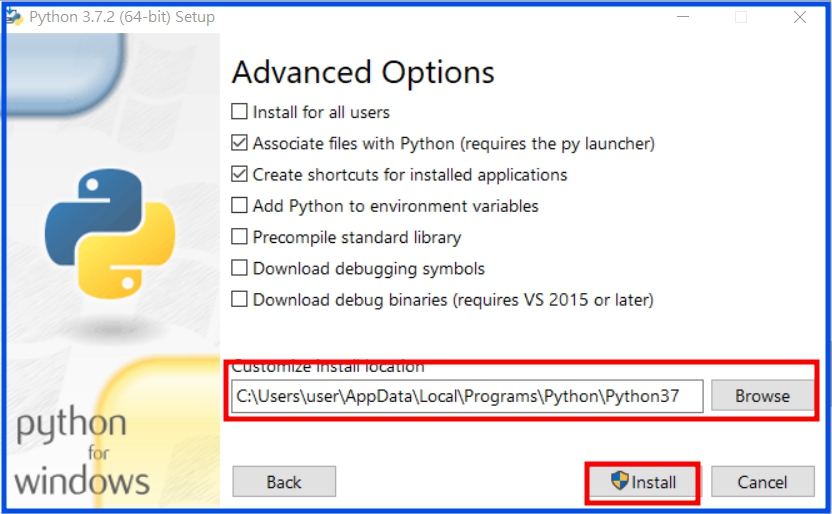 Python 3.7.2 (64-bit) Setup
Advanced Options
Install for all users
Associate files with Python (requires the py launcher)
Create shortcuts for installed applications
Add Python to environment variables
Precompile standard library
Download debugging symbols
Download debug binaries (requires VS 2015 or later)
Customize install location
C:\Users\user\AppData\Local\Programs\Python\Python37
Browse
python
for
windows
Back
Install
Cancel